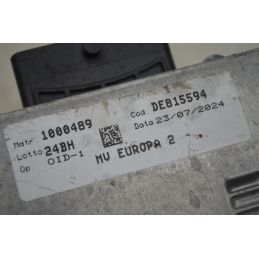 Matr. 1000489 Cod. DE815594
Lotto 24BH Data 23/07/2024
Op. OID-1 MV EUROPA 2